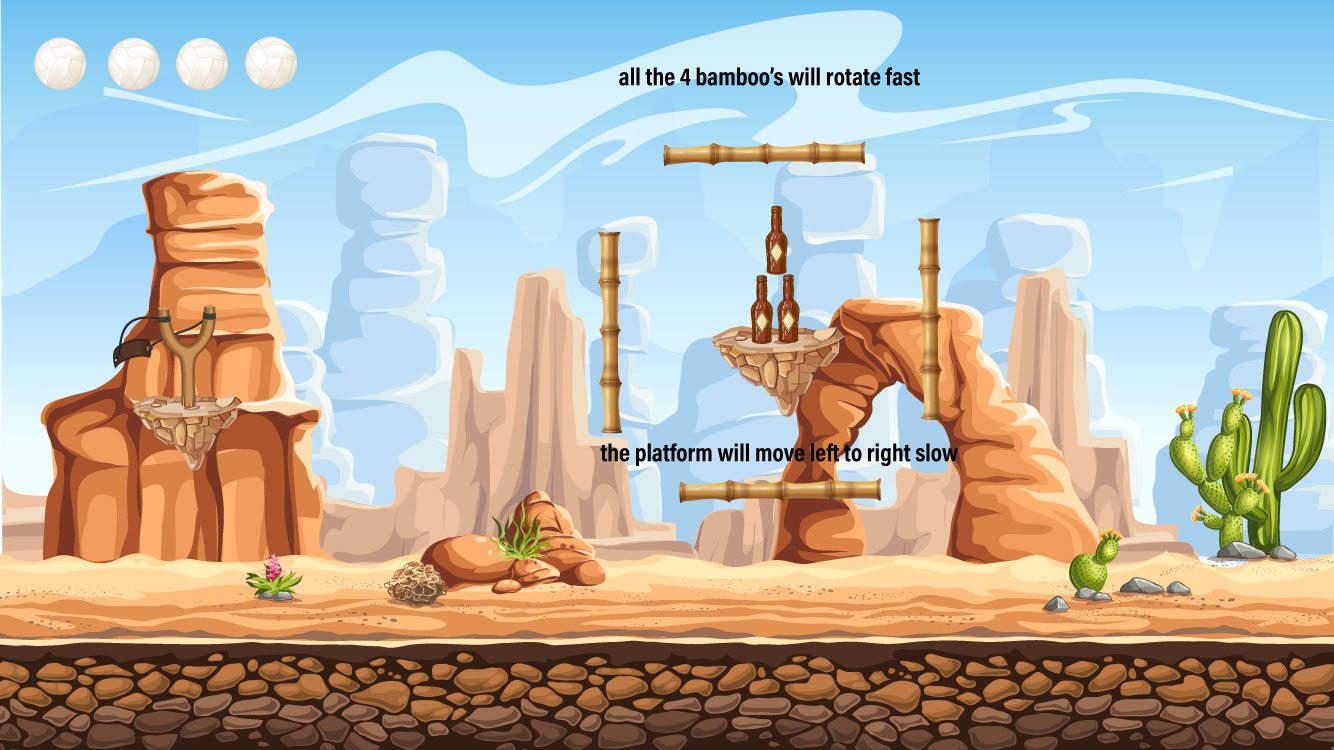 all the 4 bamboo's will rotate fast
the platform will move left to right slow